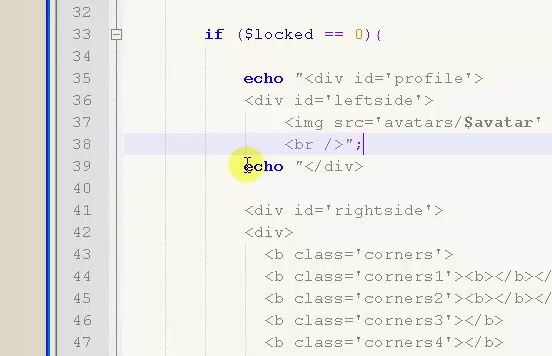 32
33 if ($locked == 0){
34
35 echo "<div id='profile'>
36 <div id='leftside'>
37 <img src='avatars/$avatar'
38 <br />";
39 echo "</div>
40
41 <div id='rightside'>
42 <div>
43 <b class='corners'>
44 <b class='corners1'><b></b></
45 <b class='corners2'><b></b></
46 <b class='corners3'></b>
47 <b class='corners4'></b>